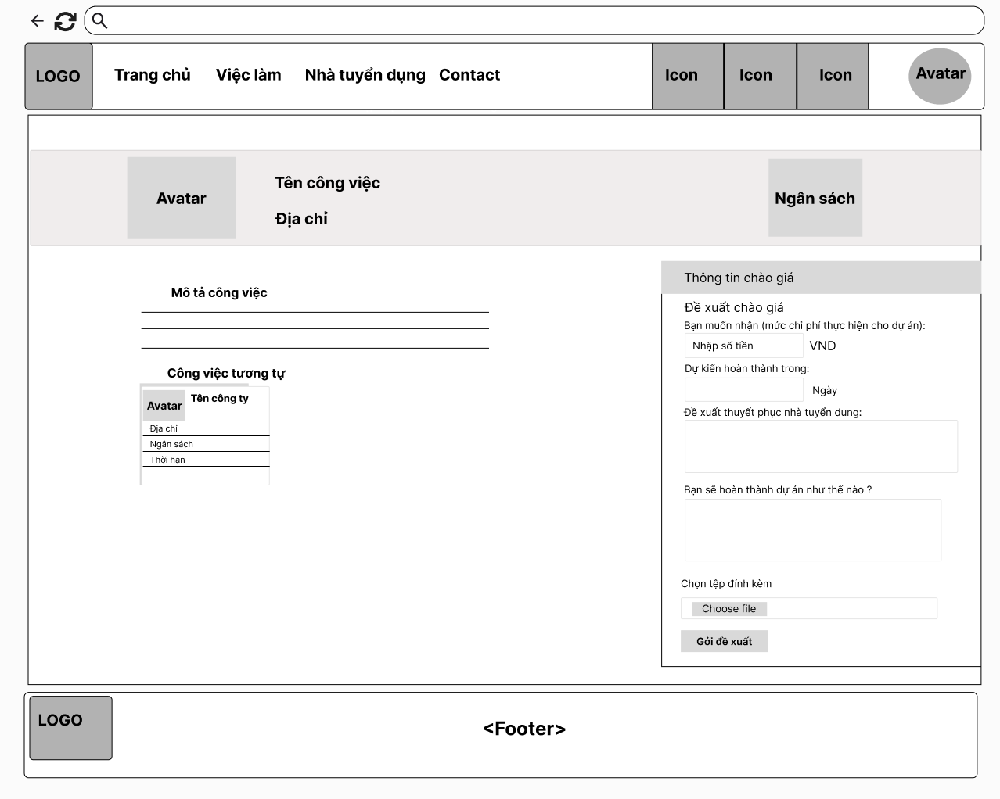 LOGO
Trang chủ
Việc làm
Nhà tuyển dụng
Contact
Icon
Icon
Icon
Avatar
Avatar
Tên công việc
Địa chỉ
Ngân sách
Mô tả công việc
Công việc tương tự
Avatar
Tên công ty
Địa chỉ
Ngân sách
Thời hạn
Thông tin chào giá
Đề xuất chào giá
Bạn muốn nhận (mức chi phí thực hiện cho dự án):
Nhập số tiền
VND
Dự kiến hoàn thành trong:
Ngày
Đề xuất thuyết phục nhà tuyển dụng:
Bạn sẽ hoàn thành dự án như thế nào ?
Chọn tệp đính kèm
Choose file
Gởi đề xuất
LOGO
<Footer>